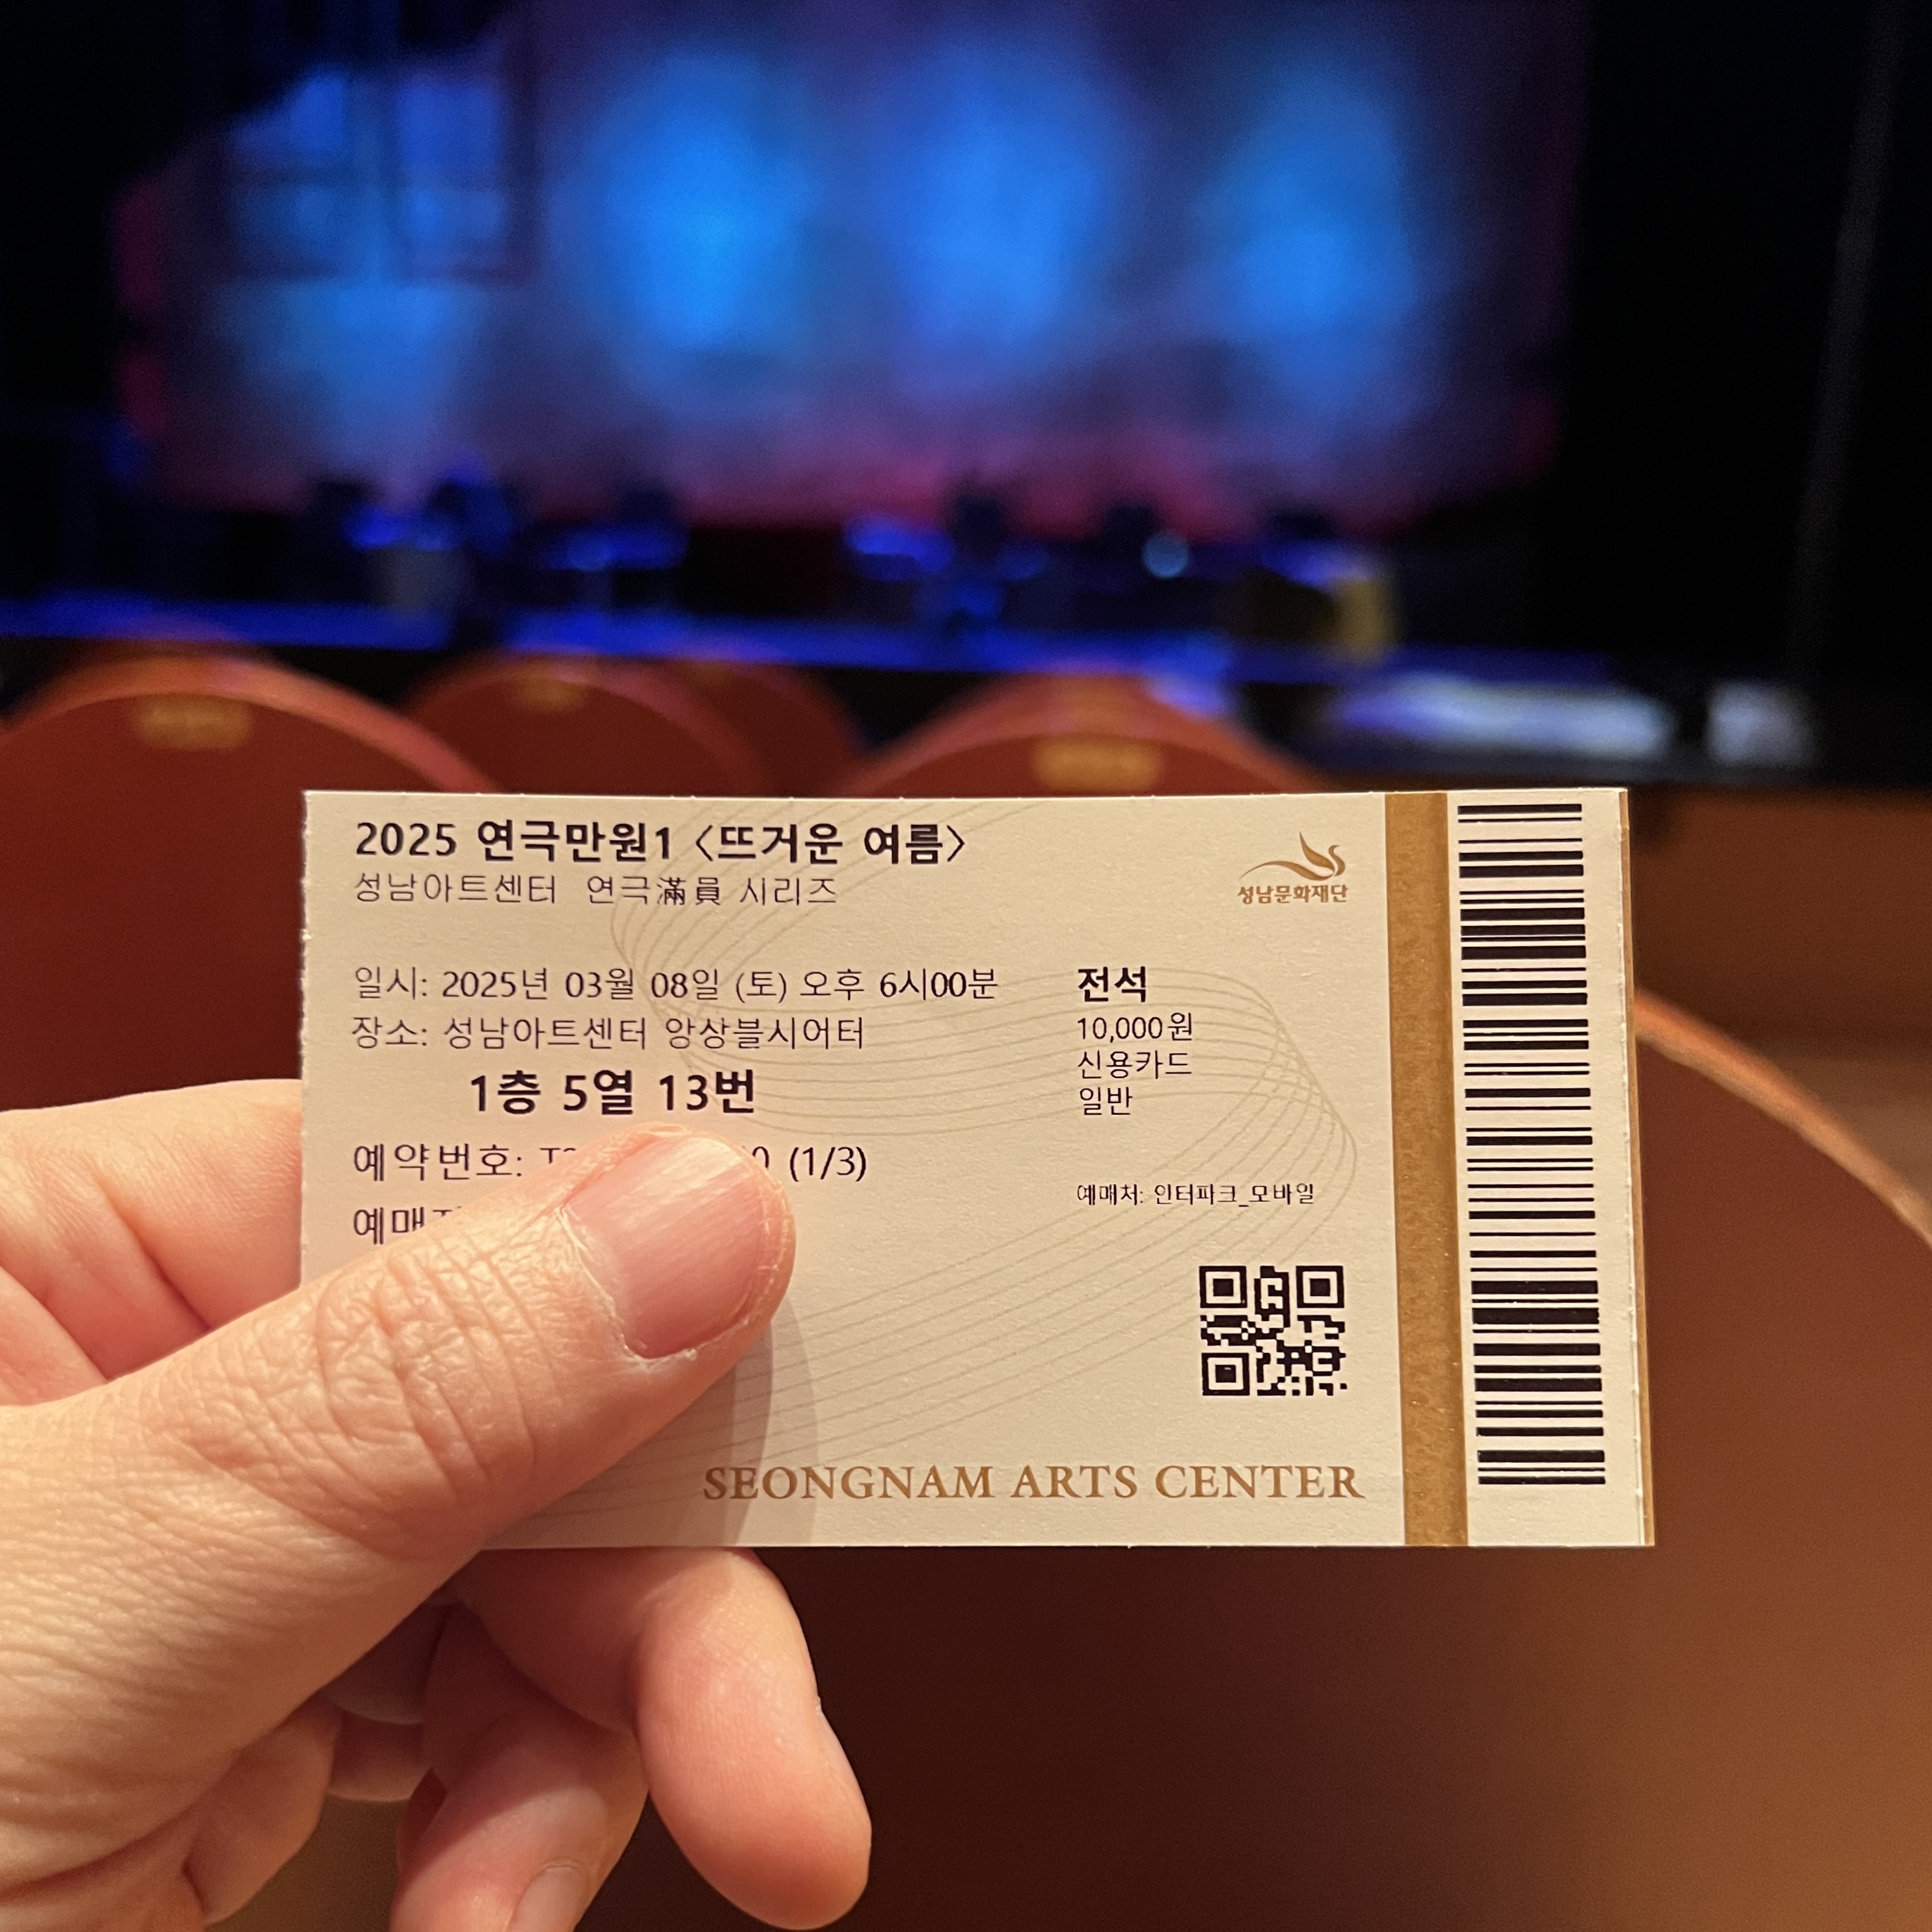 2025 연극만원1 〈뜨거운 여름〉
성남아트센터 연극滿員 시리즈
성남문화재단
일시: 2025년 03월 08일 (토) 오후 6시00분
장소: 성남아트센터 앙상블시어터
1층 5열 13번
예약번호: (1/3)
전석
10,000원
신용카드
일반
예매처: 인터파크_모바일
SEONGNAM ARTS CENTER